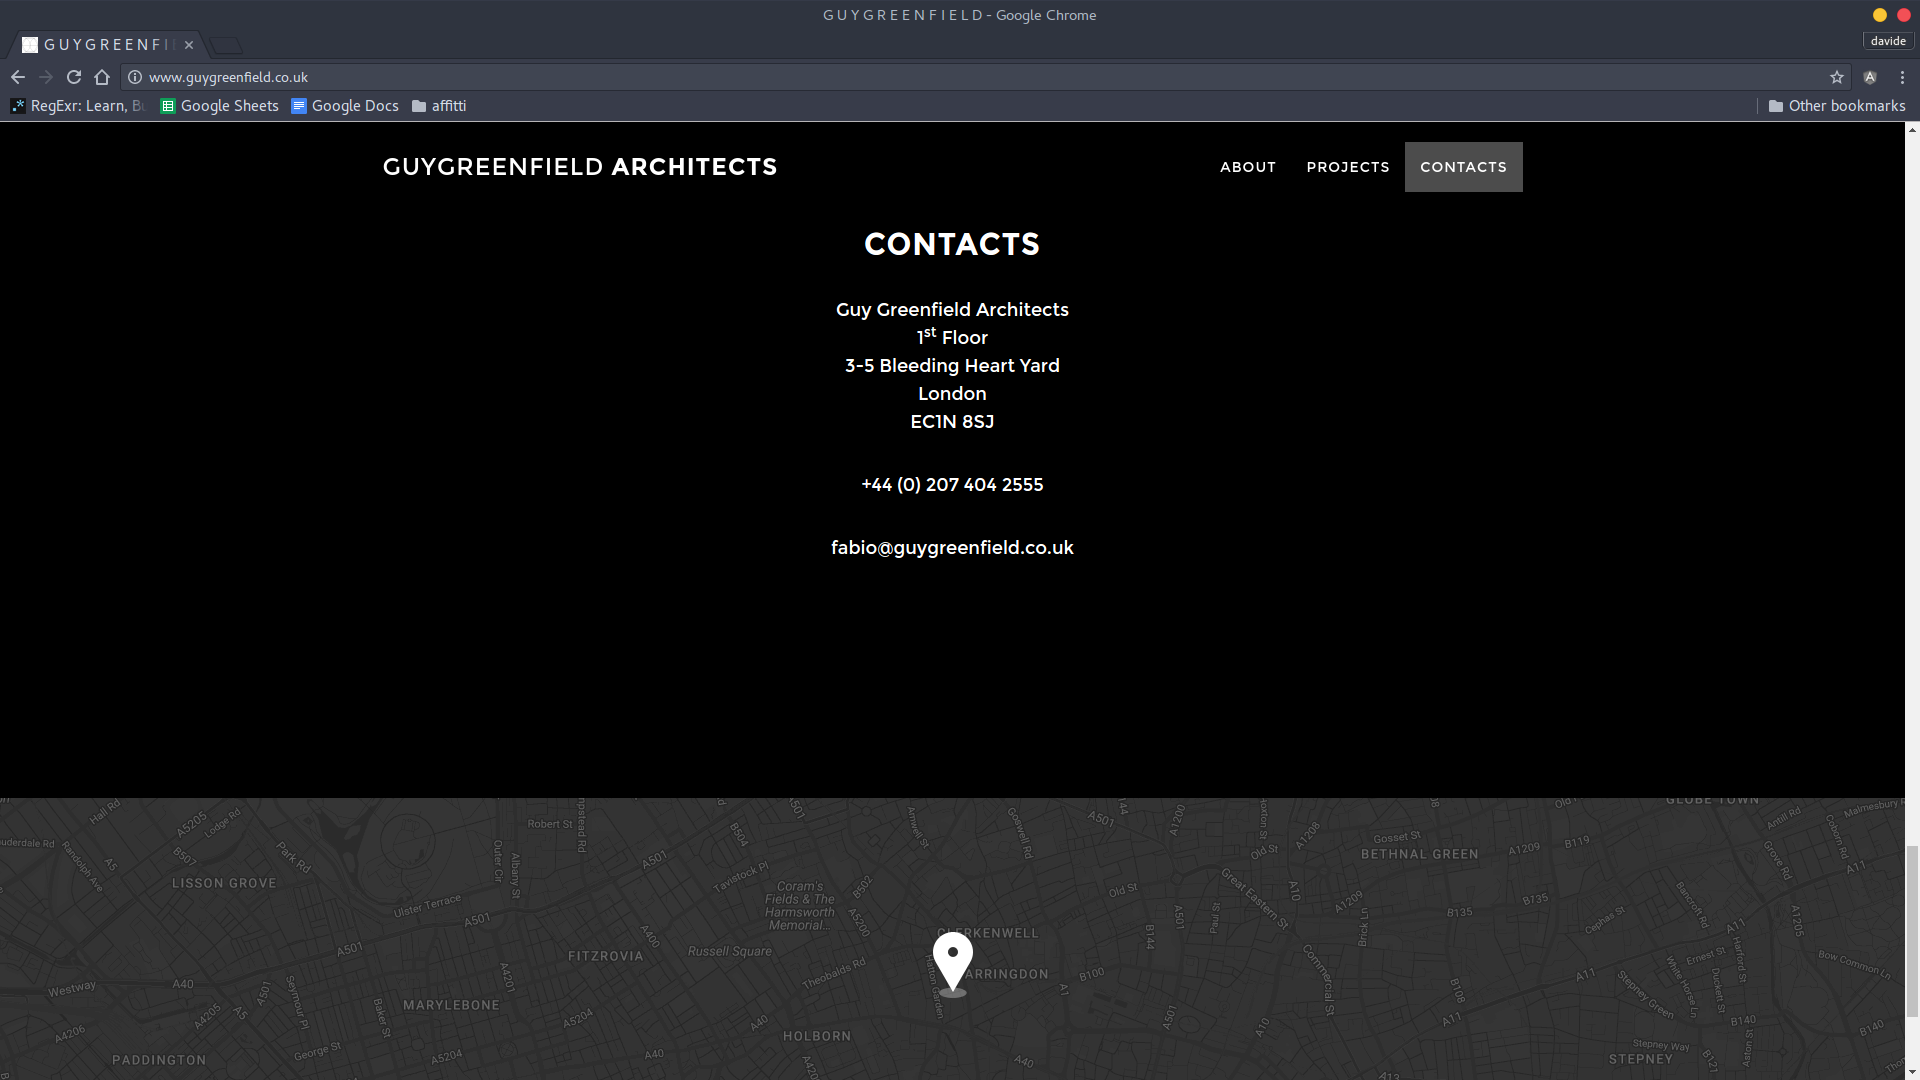 G U Y G R E E N F I E L D - Google Chrome
G U Y G R E E N F I
davide
www.guygreenfield.co.uk
RegExr: Learn, Bu
Google Sheets
Google Docs
affitti
Other bookmarks
GUYGREENFIELD ARCHITECTS
ABOUT
PROJECTS
CONTACTS
CONTACTS
Guy Greenfield Architects
1st Floor
3-5 Bleeding Heart Yard
London
EC1N 8SJ
+44 (0) 207 404 2555
fabio@guygreenfield.co.uk
Hall Rd
A5205
Lodge Rd
Robert St
B504
A501
Amwell St
Goswell Rd
A501
A1200
A1208
Old St
Gosset St
GLOBE TOWN
Antill Rd
Malmesbury R
Coborn Rd
auderdale Rd
Randolph Ave
A5
B507
Park Rd
Outer Cir
Albany St
A501
Tavistock Pl
B502
BETHNAL GREEN
A1209
B119
Grove Rd
A11
LISSON GROVE
Coram's
Fields & The
Harmsworth
Memorial...
Old St
Great Eastern St
A10
A1209
Bancroft Rd
Ulster Terrace
A501
A400
A5200
A501
Paul St
Brick Ln
B135
B735
Cephas St
A11
A1205
CLERKENWELL
B144
A501
FITZROVIA
Russell Square
Theobalds Rd
Hatton Garden
ARRINGDON
B100
Commercial St
A11
Ernest St
Harford St
Bow Common Ln
Westway
A40
A501
Seymour Pl
A4201
A1
B108
Stepney Green
White Horse Ln
Duckett St
MARYLEBONE
Baker St
A5204
A40
HOLBORN
A501
A10
A11
B140
B140
A4206
A4205
A5
PADDINGTON
George St
A5204
A40
A40
A13
Stepney Way
STEPNEY
B121
Aston St